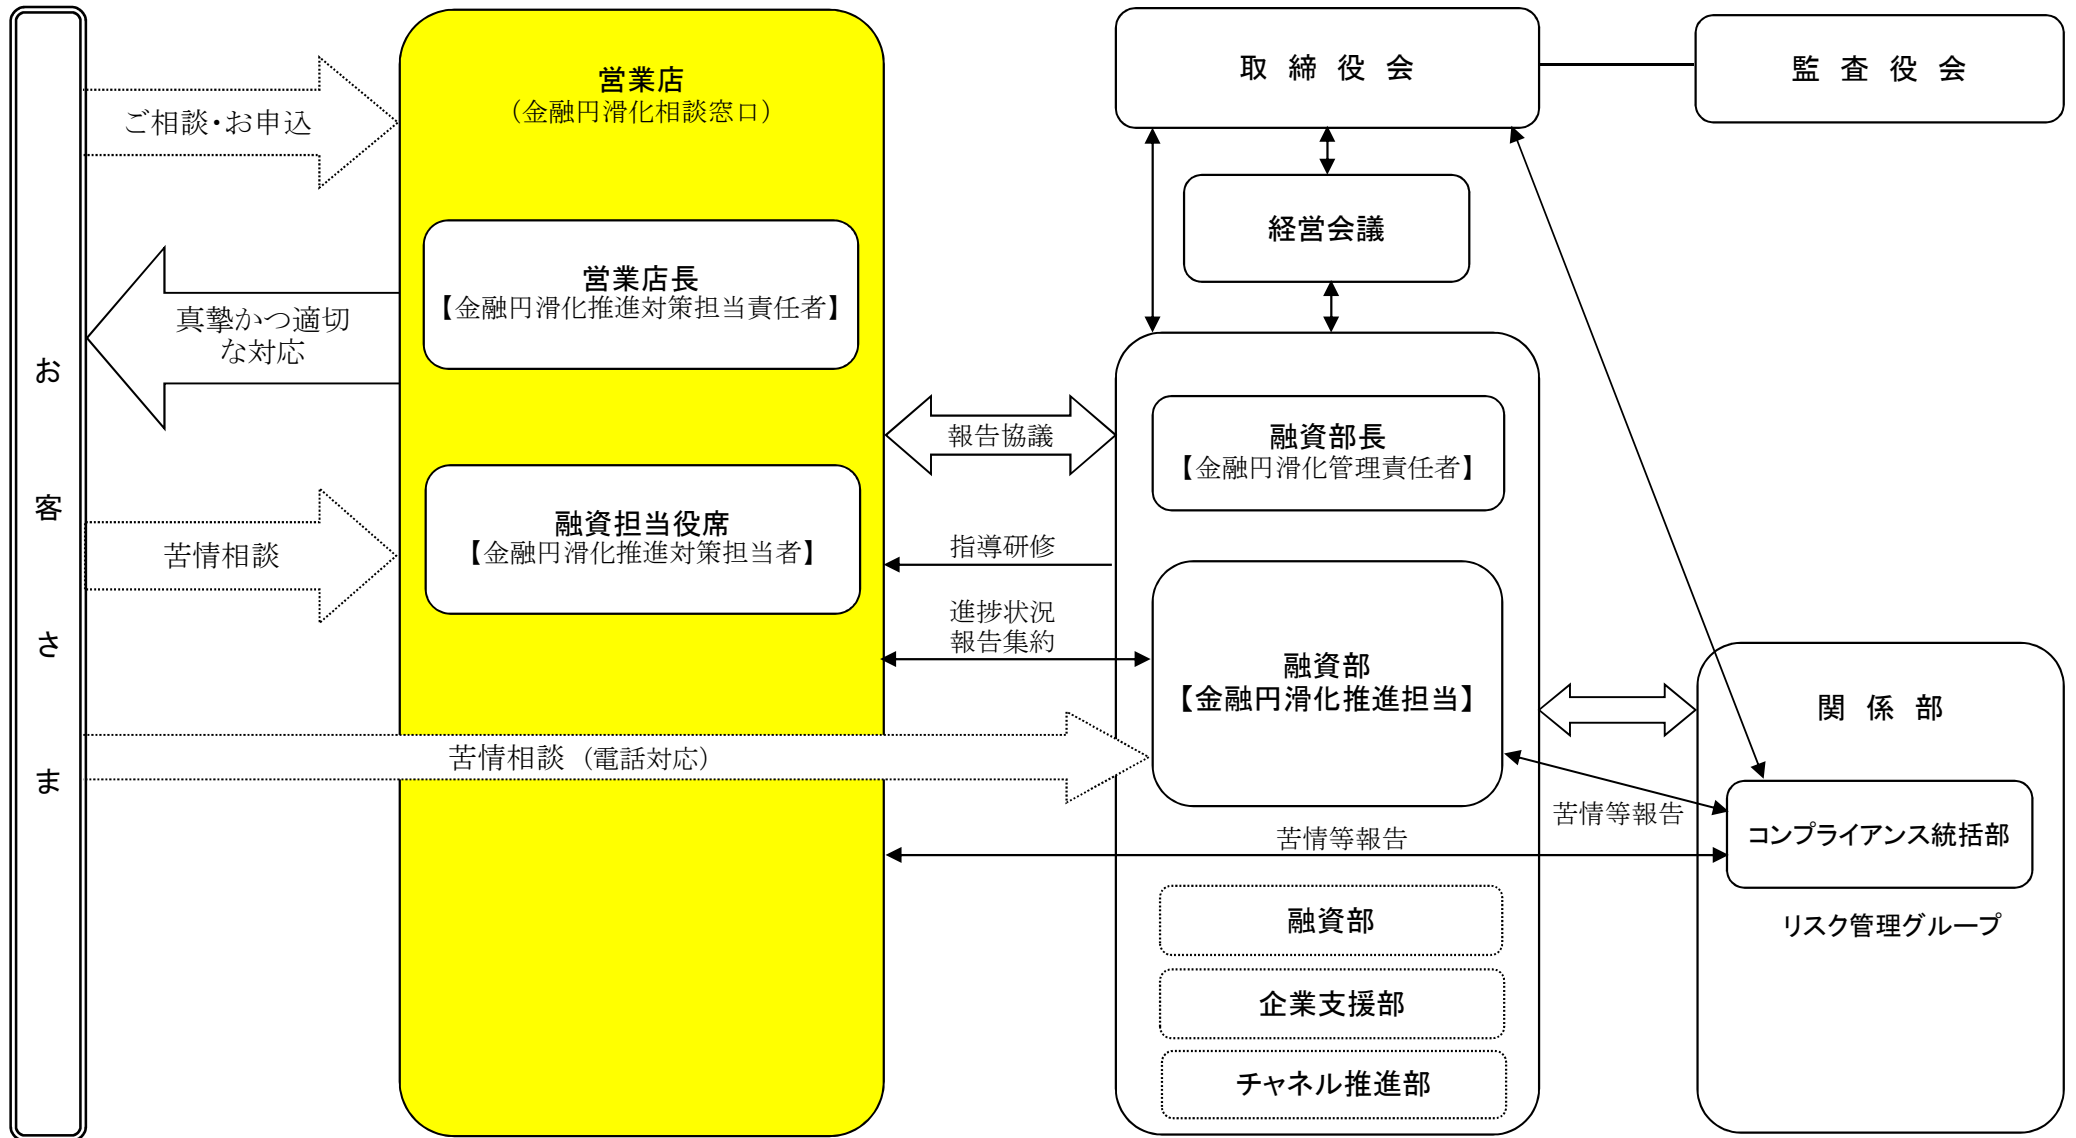 お客さま
ご相談・お申込
真摯かつ適切
な対応
苦情相談
苦情相談（電話対応）
営業店
（金融円滑化相談窓口）
営業店長
【金融円滑化推進対策担当責任者】
融資担当役席
【金融円滑化推進対策担当者】
報告協議
指導研修
進捗状況
報告集約
取締役会
監査役会
経営会議
融資部長
【金融円滑化管理責任者】
融資部
【金融円滑化推進担当】
苦情等報告
苦情等報告
融資部
企業支援部
チャネル推進部
関係部
コンプライアンス統括部
リスク管理グループ